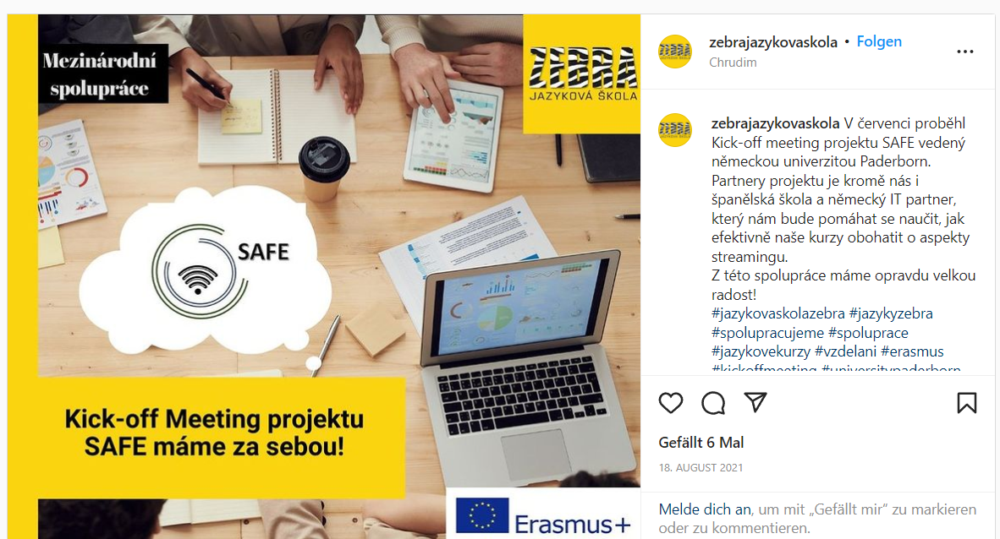 Mezinárodní
spolupráce
ZEBRA
JAZYKOVÁ ŠKOLA
SAFE
Kick-off Meeting projektu
SAFE máme za sebou!
Erasmus+
zebrajazykovaskola • Folgen
Chrudim
zebrajazykovaskola V červenci proběhl
Kick-off meeting projektu SAFE vedený
německou univerzitou Paderborn.
Partnery projektu je kromě nás i
španělská škola a německý IT partner,
který nám bude pomáhat se naučit, jak
efektivně naše kurzy obohatit o aspekty
streamingu.
Z této spolupráce máme opravdu velkou
radost!
#jazykovaskolazebra #jazykyzebra
#spolupracujeme #spoluprace
#jazykovekurzy #vzdelani #erasmus
#kickoffmeeting #universitypaderborn
Gefällt 6 Mal
18. AUGUST 2021
Melde dich an, um mit „Gefällt mir“ zu markieren
oder zu kommentieren.